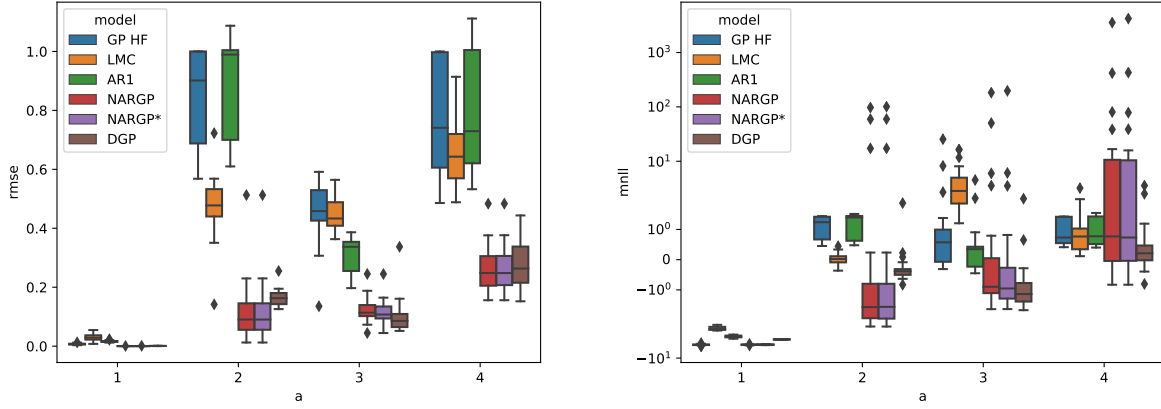 model
GP HF
LMC
AR1
NARGP
NARGP*
DGP
1.0
0.8
0.6
0.4
0.2
0.0
rmse
1 2 3 4
a
model
GP HF
LMC
AR1
NARGP
NARGP*
DGP
10³
10²
10¹
10⁰
0
−10⁰
−10¹
mnll
1 2 3 4
a